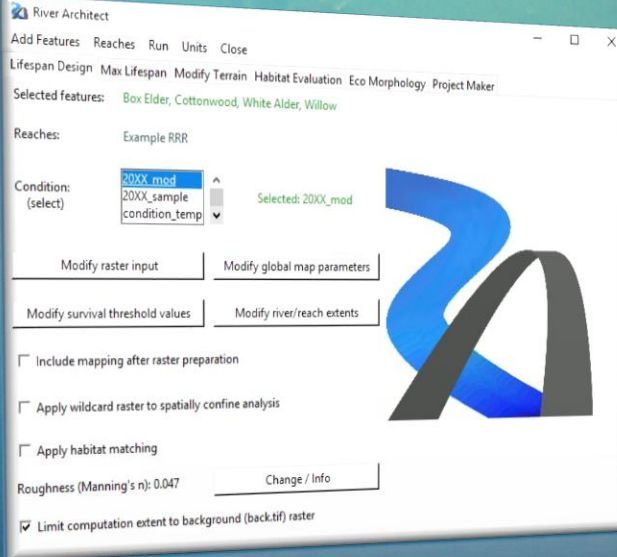 River Architect
Add Features Reaches Run Units Close
Lifespan Design Max Lifespan Modify Terrain Habitat Evaluation Eco Morphology Project Maker
Selected features: Box Elder, Cottonwood, White Alder, Willow
Reaches: Example RRR
Condition:
(select)
20XX_mod
20XX_sample
condition_temp
Selected: 20XX_mod
Modify raster input Modify global map parameters
Modify survival threshold values Modify river/reach extents
Include mapping after raster preparation
Apply wildcard raster to spatially confine analysis
Apply habitat matching
Roughness (Manning's n): 0.047 Change / Info
Limit computation extent to background (back.tif) raster